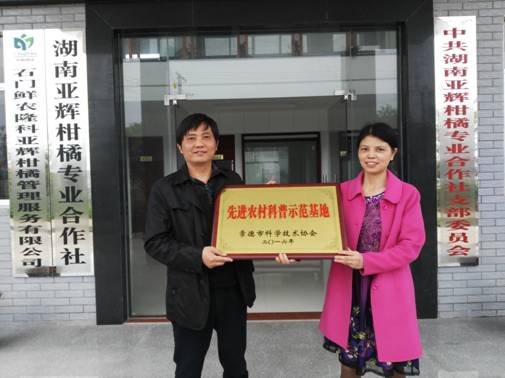 湖南亚辉柑橘专业合作社
石门鲜农隆科亚辉柑橘管理服务有限公司
先进农村科普示范基地
常德市科学技术协会
二〇一六年
中共湖南亚辉柑橘专业合作社支部委员会